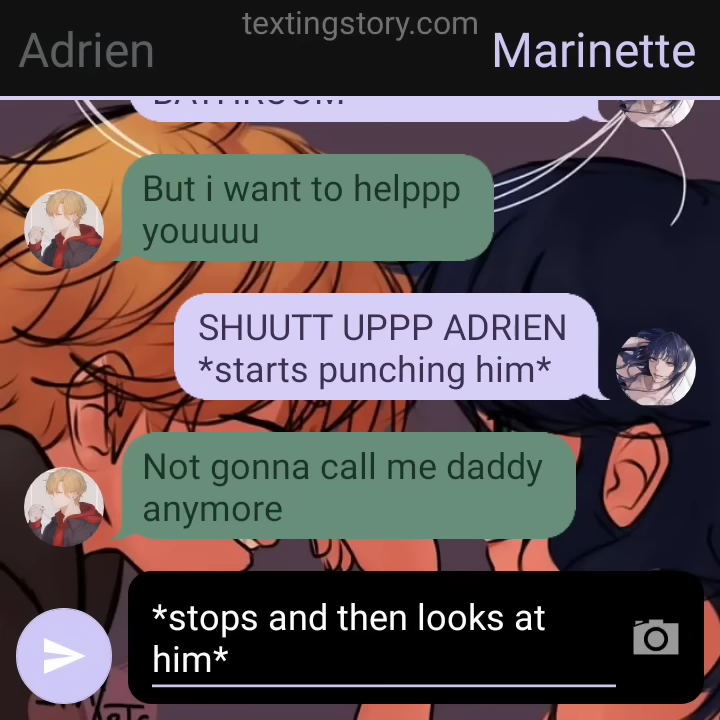 textingstory.com
Adrien
Marinette
BATHROOM
But i want to helppp
youuuu
SHUUTT UPPP ADRIEN
*starts punching him*
Not gonna call me daddy
anymore
*stops and then looks at
him*